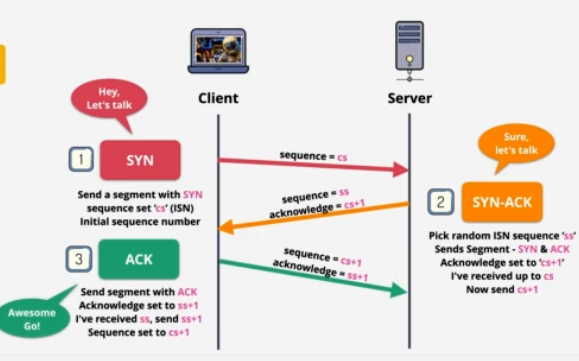 Hey,
Let's talk
Client
Server
Sure,
let's talk
1
SYN
sequence = cs
Send a segment with SYN
sequence set 'cs' (ISN)
Initial sequence number
sequence = ss
acknowledge = cs+1
2
SYN-ACK
Pick random ISN sequence 'ss'
Sends Segment - SYN & ACK
Acknowledge set to 'cs+1'
I've received up to cs
Now send cs+1
3
ACK
sequence = cs+1
acknowledge = ss+1
Send segment with ACK
Acknowledge set to ss+1
I've received ss, send ss+1
Sequence set to cs+1
Awesome
Go!